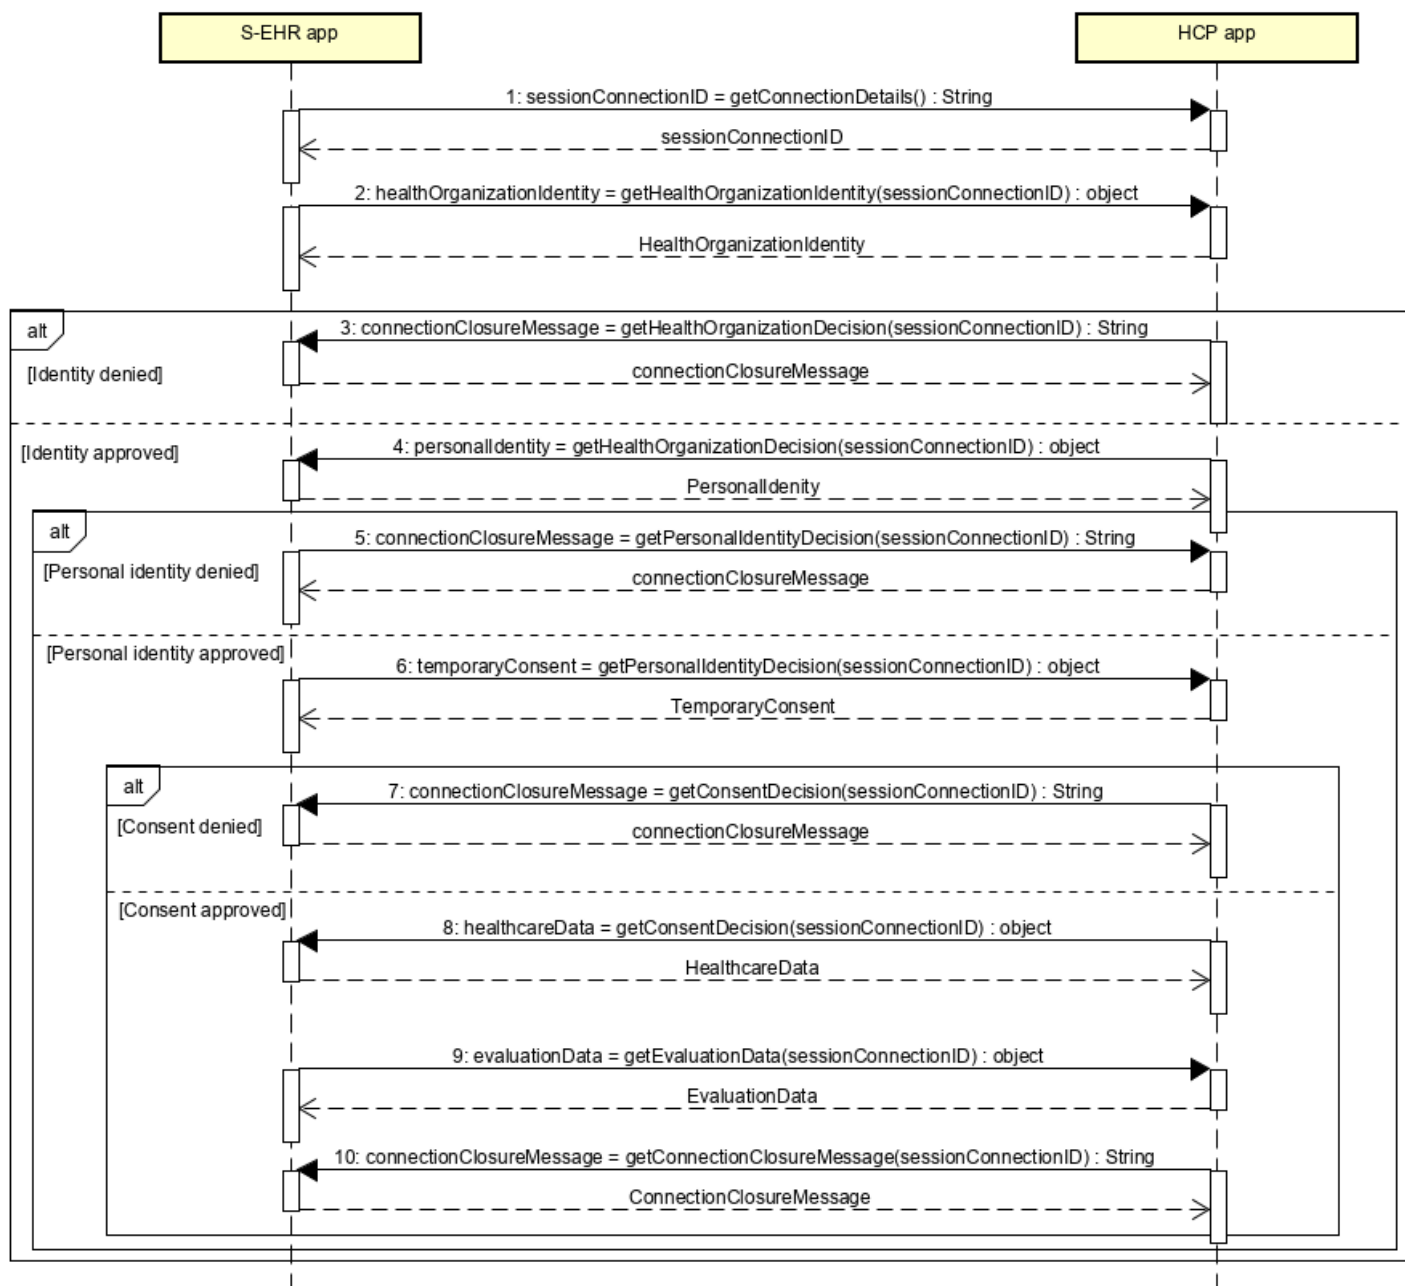 S-EHR app
HCP app
1: sessionConnectionID = getConnectionDetails() : String
sessionConnectionID
2: healthOrganizationIdentity = getHealthOrganizationIdentity(sessionConnectionID) : object
HealthOrganizationIdentity
alt
3: connectionClosureMessage = getHealthOrganizationDecision(sessionConnectionID) : String
[Identity denied]
connectionClosureMessage
[Identity approved]
4: personalIdentity = getHealthOrganizationDecision(sessionConnectionID) : object
PersonalIdenity
alt
5: connectionClosureMessage = getPersonalIdentityDecision(sessionConnectionID) : String
[Personal identity denied]
connectionClosureMessage
[Personal identity approved]
6: temporaryConsent = getPersonalIdentityDecision(sessionConnectionID) : object
TemporaryConsent
alt
7: connectionClosureMessage = getConsentDecision(sessionConnectionID) : String
[Consent denied]
connectionClosureMessage
[Consent approved]
8: healthcareData = getConsentDecision(sessionConnectionID) : object
HealthcareData
9: evaluationData = getEvaluationData(sessionConnectionID) : object
EvaluationData
10: connectionClosureMessage = getConnectionClosureMessage(sessionConnectionID) : String
ConnectionClosureMessage